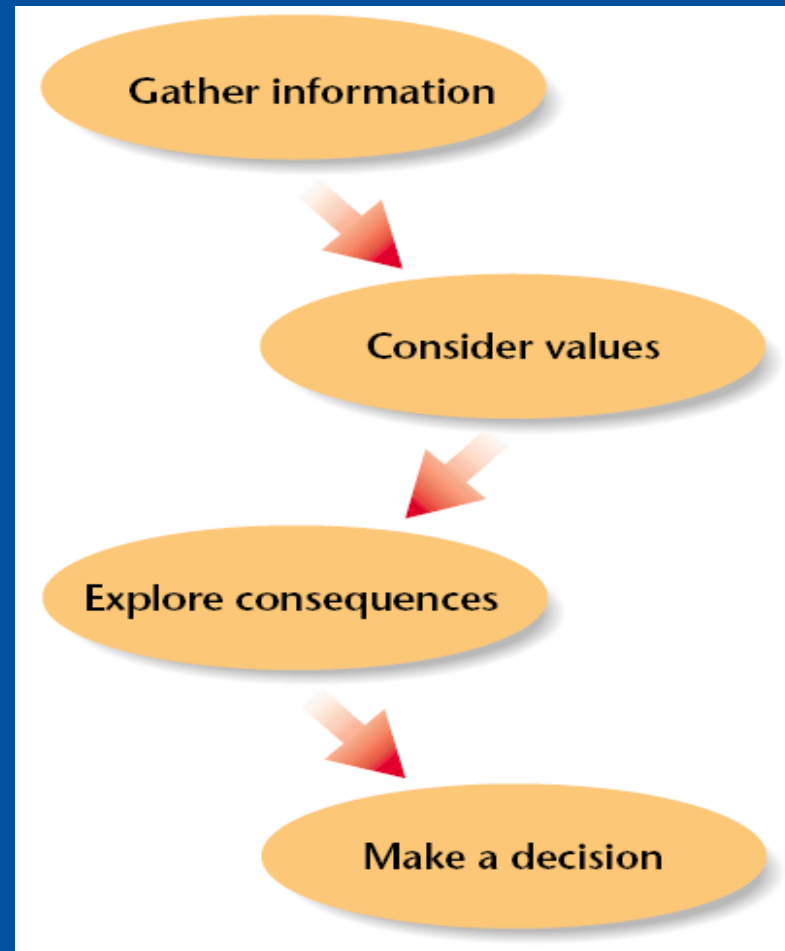 Gather information
Consider values
Explore consequences
Make a decision